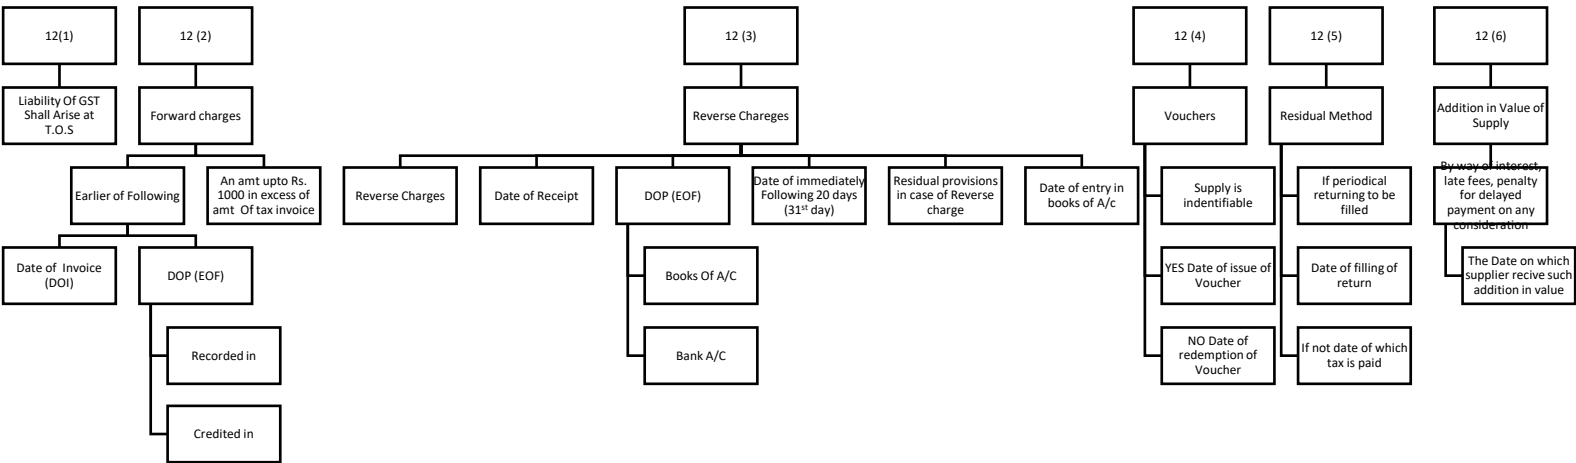 12(1)
12 (2)
12 (3)
12 (4)
12 (5)
12 (6)
Liability Of GST
Shall Arise at
T.O.S
Forward charges
Reverse Chareges
Vouchers
Residual Method
Addition in Value of
Supply
Earlier of Following
An amt upto Rs.
1000 in excess of
amt Of tax invoice
Reverse Charges
Date of Receipt
DOP (EOF)
Date of immediately
Following 20 days
(31st day)
Residual provisions
in case of Reverse
charge
Date of entry in
books of A/c
Supply is
indentifiable
If periodical
returning to be
filled
By way of interest,
late fees, penalty
for delayed
payment on any
consideration
Date of Invoice
(DOI)
DOP (EOF)
Books Of A/C
YES Date of issue of
Voucher
Date of filling of
return
The Date on which
supplier recive such
addition in value
Recorded in
Bank A/C
NO Date of
redemption of
Voucher
If not date of which
tax is paid
Credited in